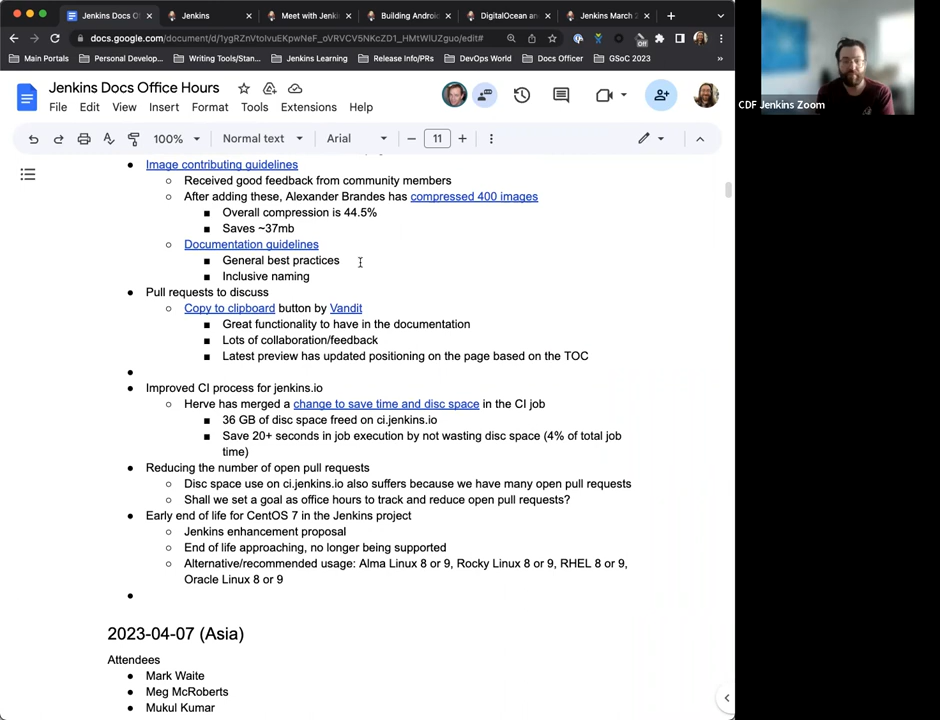 Jenkins Docs O
Jenkins
Meet with Jenki
Building Androi
DigitalOcean an
Jenkins March 2
docs.google.com/document/d/1ygRZnVtoIvuEKpwNeF_oVRVCV5NKcZD1_HMtWlUZguo/edit#
Off
Main Portals
Personal Develop...
Writing Tools/Stan...
Jenkins Learning
Release Info/PRs
DevOps World
Docs Officer
GSoC 2023
»
Jenkins Docs Office Hours
File Edit View Insert Format Tools Extensions Help
100% Normal text Arial 11
Image contributing guidelines
Received good feedback from community members
After adding these, Alexander Brandes has compressed 400 images
Overall compression is 44.5%
Saves ~37mb
Documentation guidelines
General best practices
Inclusive naming
Pull requests to discuss
Copy to clipboard button by Vandit
Great functionality to have in the documentation
Lots of collaboration/feedback
Latest preview has updated positioning on the page based on the TOC
Improved CI process for jenkins.io
Herve has merged a change to save time and disc space in the CI job
36 GB of disc space freed on ci.jenkins.io
Save 20+ seconds in job execution by not wasting disc space (4% of total job
time)
Reducing the number of open pull requests
Disc space use on ci.jenkins.io also suffers because we have many open pull requests
Shall we set a goal as office hours to track and reduce open pull requests?
Early end of life for CentOS 7 in the Jenkins project
Jenkins enhancement proposal
End of life approaching, no longer being supported
Alternative/recommended usage: Alma Linux 8 or 9, Rocky Linux 8 or 9, RHEL 8 or 9,
Oracle Linux 8 or 9
2023-04-07 (Asia)
Attendees
Mark Waite
Meg McRoberts
Mukul Kumar
CDF Jenkins Zoom